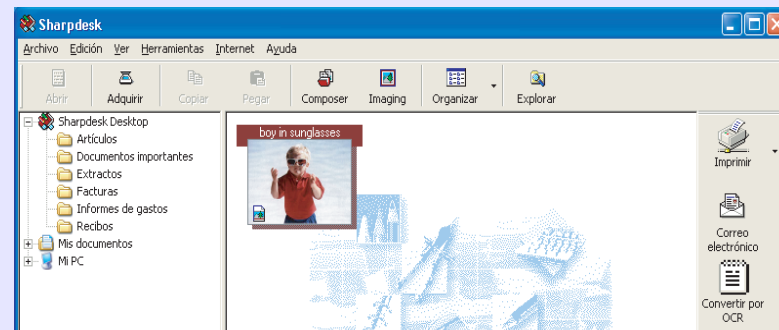 Sharpdesk
Archivo Edición Ver Herramientas Internet Ayuda
Abrir Adquirir Copiar Pegar Composer Imaging Organizar Explorar
Sharpdesk Desktop
Artículos
Documentos importantes
Extractos
Facturas
Informes de gastos
Recibos
Mis documentos
Mi PC
boy in sunglasses
Imprimir
Correo
electrónico
Convertir por
OCR